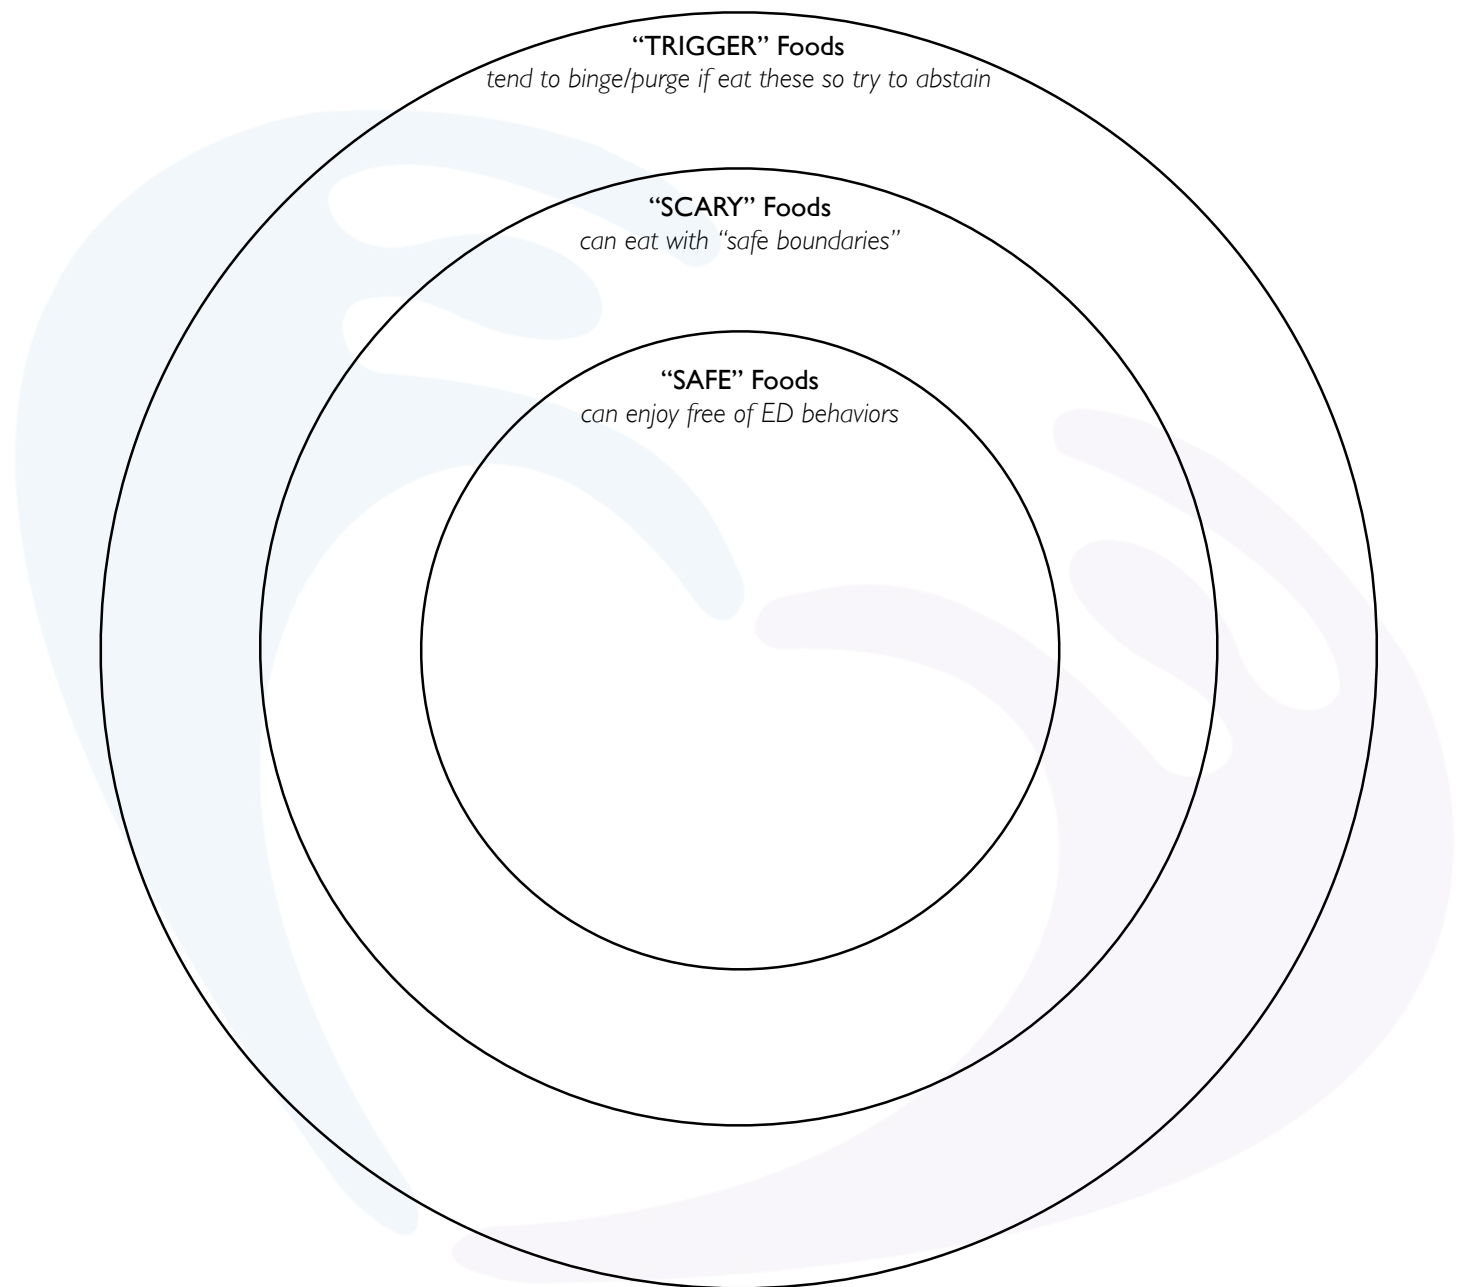 “TRIGGER” Foods
tend to binge/purge if eat these so try to abstain
“SCARY” Foods
can eat with “safe boundaries”
“SAFE” Foods
can enjoy free of ED behaviors